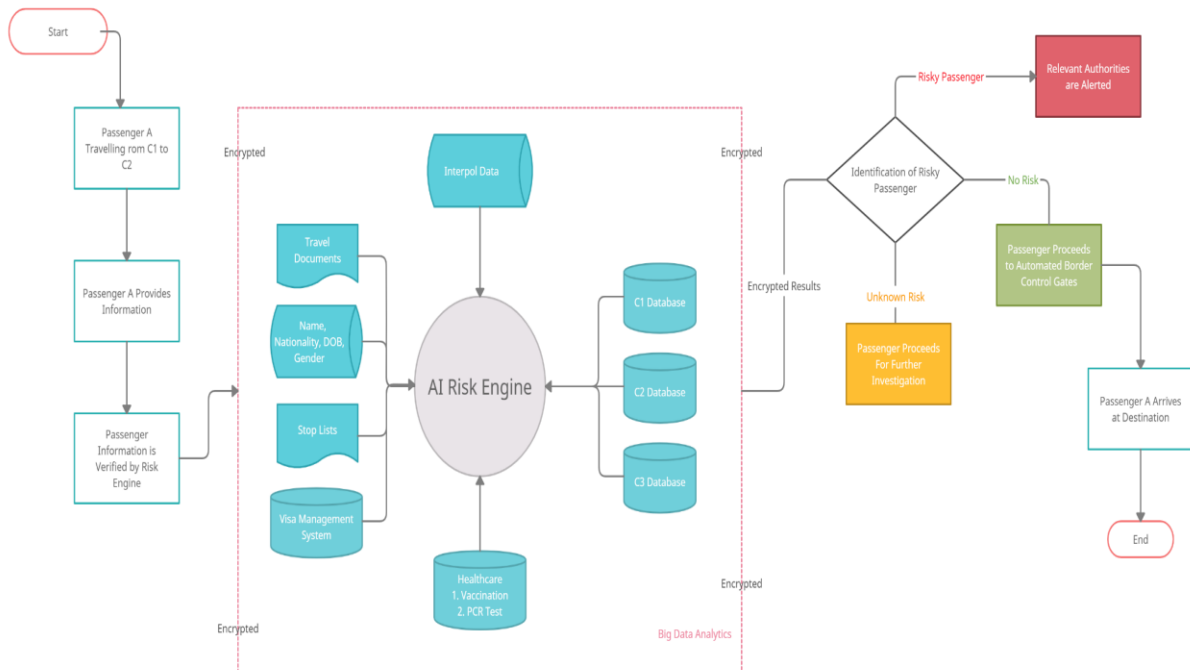 Start
Passenger A
Travelling rom C1 to
C2
Passenger A Provides
Information
Passenger
Information is
Verified by Risk
Engine
Encrypted
Encrypted
Encrypted
Encrypted
Interpol Data
Travel
Documents
Name,
Nationality, DOB,
Gender
Stop Lists
Visa Management
System
AI Risk Engine
Healthcare
1. Vaccination
2. PCR Test
C1 Database
C2 Database
C3 Database
Big Data Analytics
Encrypted Results
Identification of Risky
Passenger
Risky Passenger
Relevant Authorities
are Alerted
No Risk
Passenger Proceeds
to Automated Border
Control Gates
Unknown Risk
Passenger Proceeds
For Further
Investigation
Passenger A Arrives
at Destination
End